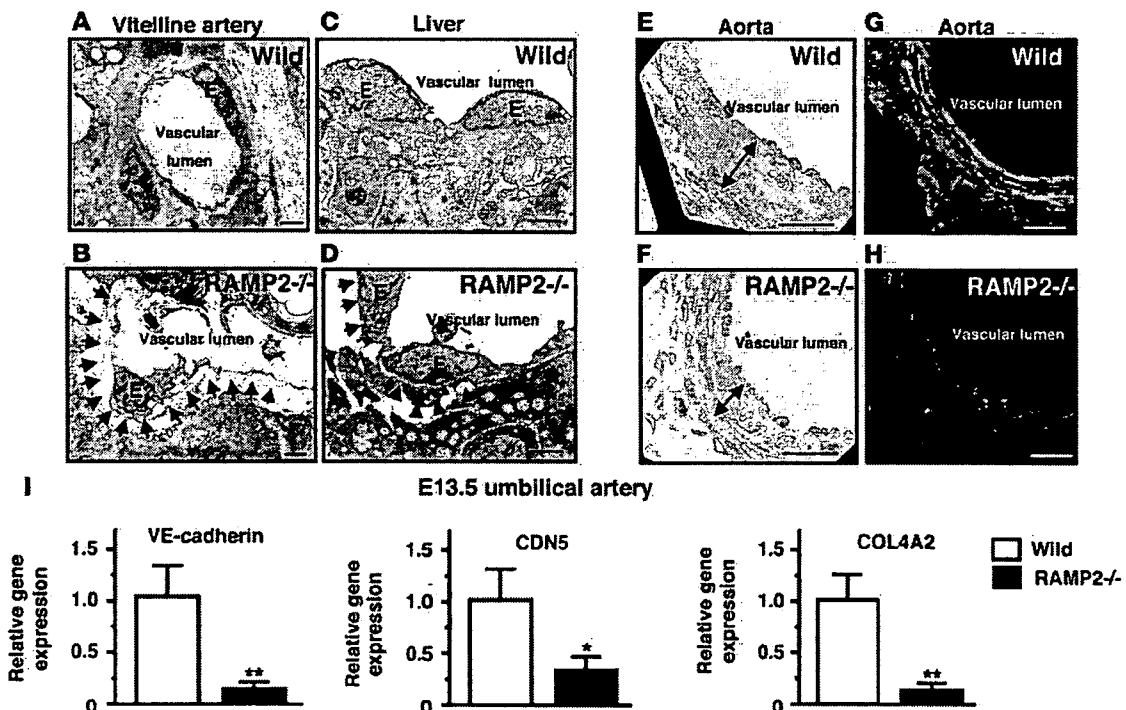 A Vitelline artery
C Liver
E Aorta
G Aorta
Wild
Wild
Wild
Wild
E
Vascular lumen
E
E
Vascular lumen
Vascular lumen
Vascular lumen
B
D
F
H
RAMP2-/-
RAMP2-/-
RAMP2-/-
RAMP2-/-
E
Vascular lumen
E
Vascular lumen
E
Vascular lumen
Vascular lumen
I
E13.5 umbilical artery
VE-cadherin
Relative gene expression
1.5
1.0
0.5
0
**
CDN5
Relative gene expression
1.5
1.0
0.5
0
*
COL4A2
Relative gene expression
1.5
1.0
0.5
0
**
Wild
RAMP2-/-